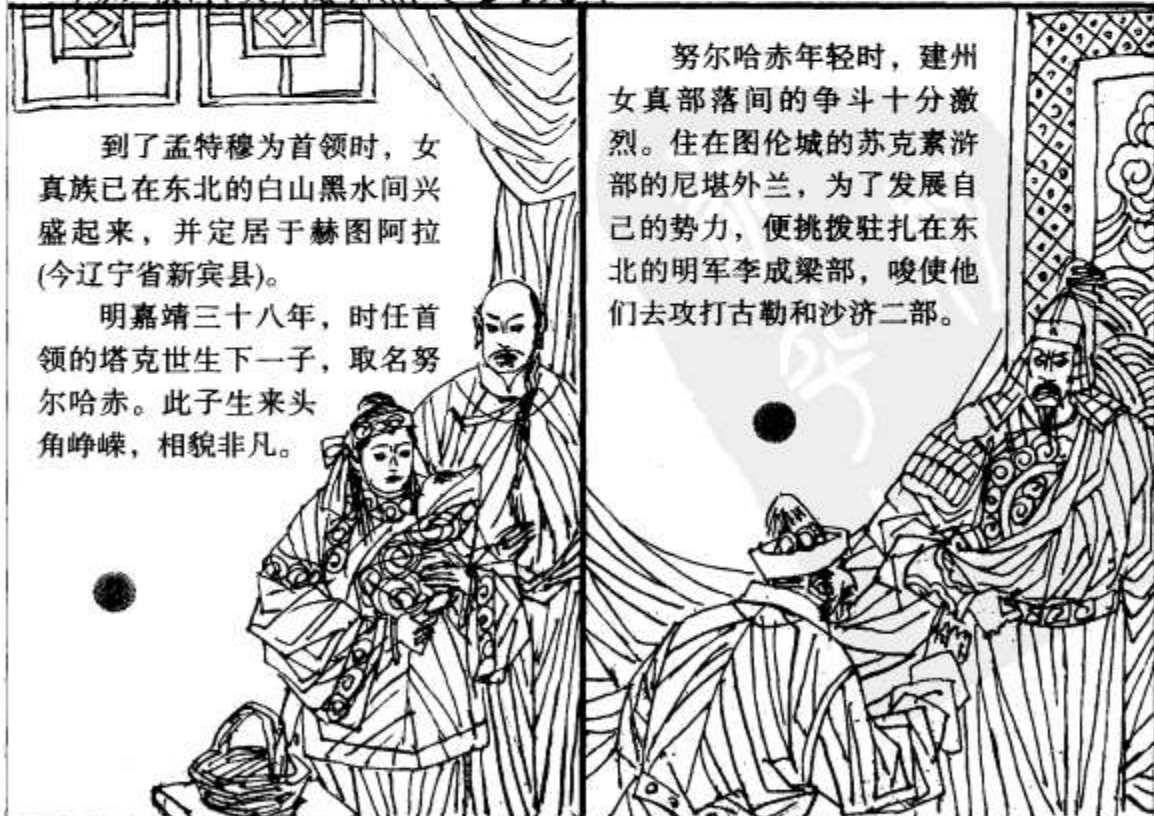 到了孟特穆为首领时，女
真族已在东北的白山黑水间兴
盛起来，并定居于赫图阿拉
(今辽宁省新宾县)。
明嘉靖三十八年，时任首
领的塔克世生下一子，取名努
尔哈赤。此子生来头
角峥嵘，相貌非凡。
努尔哈赤年轻时，建州
女真部落间的争斗十分激
烈。住在图伦城的苏克素浒
部的尼堪外兰，为了发展自
己的势力，便挑拨驻扎在东
北的明军李成梁部，唆使他
们去攻打古勒和沙济二部。